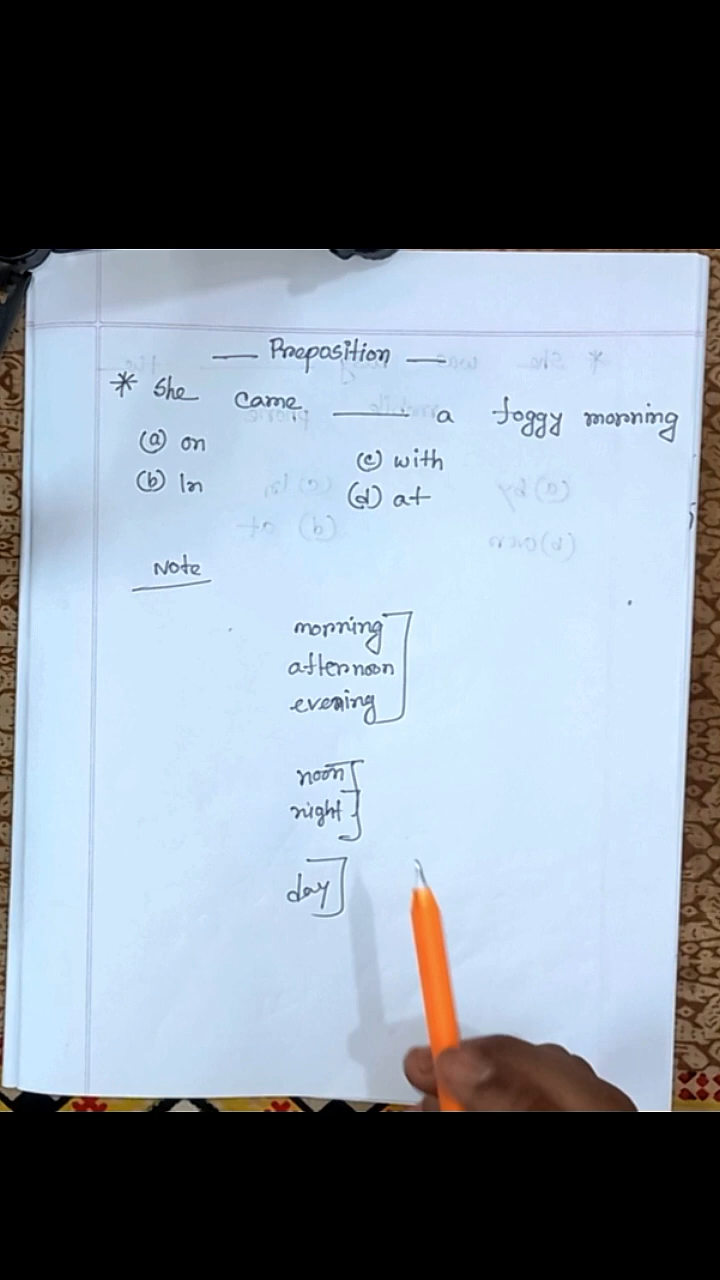 — Preposition —
* She came ____ a foggy morning
(a) on (c) with
(b) In (d) at
Note
morning
afternoon
evening
noon
night
day